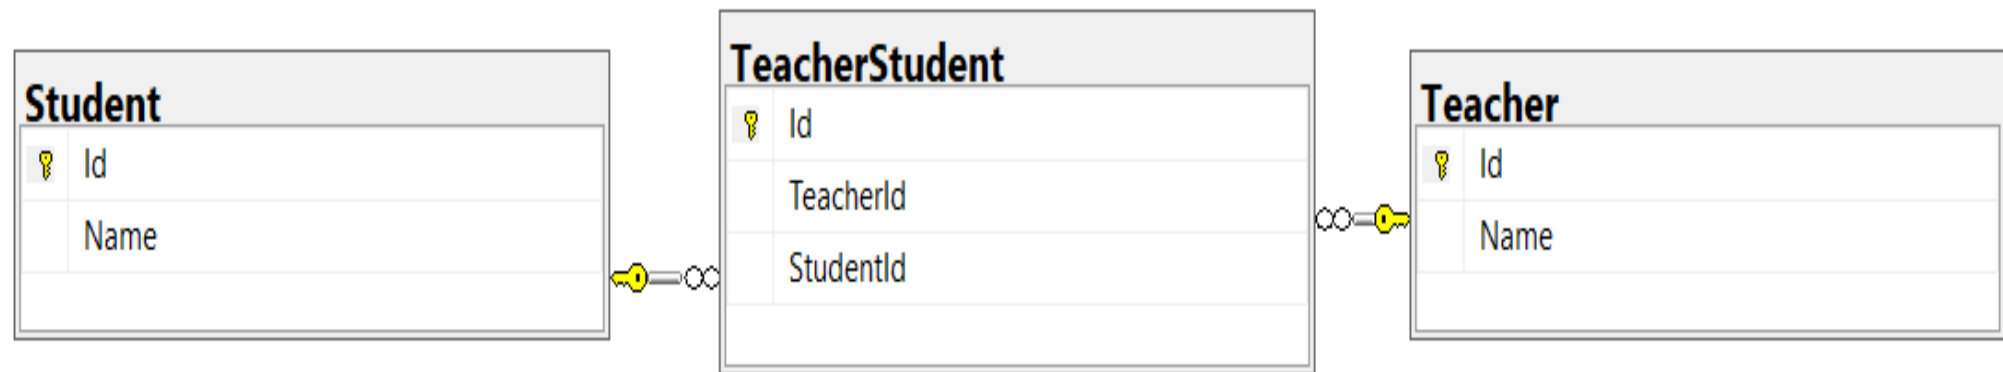 Student
Id
Name
TeacherStudent
Id
TeacherId
StudentId
Teacher
Id
Name